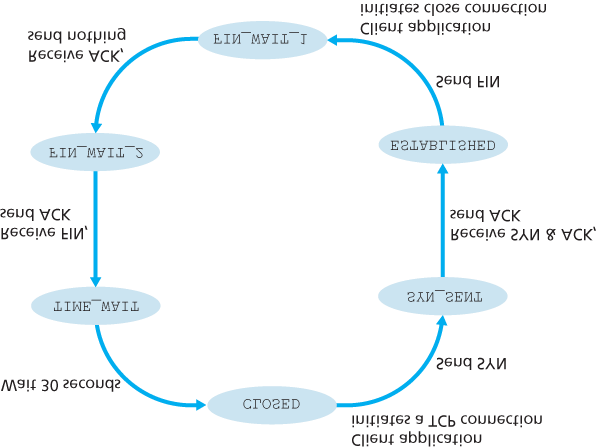 Client application
initiates a TCP connection
CLOSED
Wait 30 seconds
Send SYN
TIME_WAIT
SYN_SENT
Receive FIN,
send ACK
Receive SYN & ACK,
send ACK
FIN_WAIT_2
ESTABLISHED
Send FIN
Receive ACK,
send nothing
FIN_WAIT_1
Client application
initiates close connection